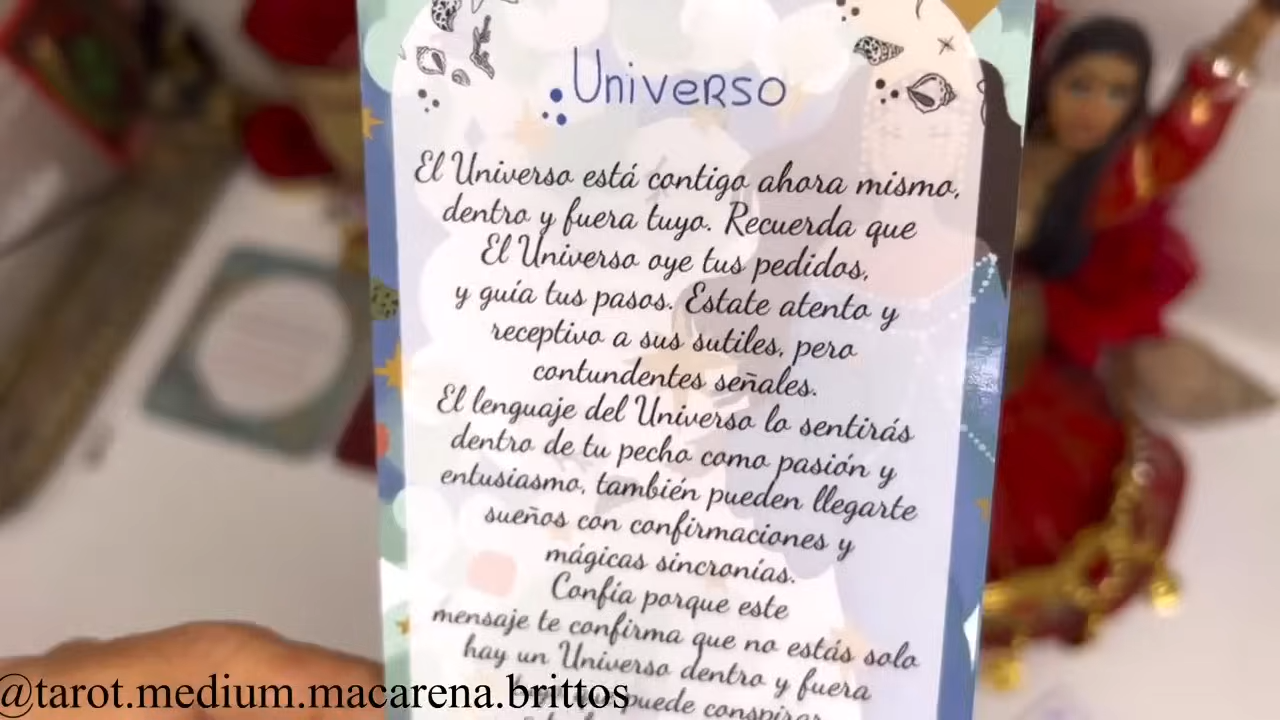 Universo
El Universo está contigo ahora mismo,
dentro y fuera tuyo. Recuerda que
El Universo oye tus pedidos,
y guía tus pasos. Estate atento y
receptivo a sus sutiles, pero
contundentes señales.
El lenguaje del Universo lo sentirás
dentro de tu pecho como pasión y
entusiasmo, también pueden llegarte
sueños con confirmaciones y
mágicas sincronías.
Confía porque este
mensaje te confirma que no estás solo
hay un Universo dentro y fuera
puede conspirar
@tarot.medium.macarena.brittos